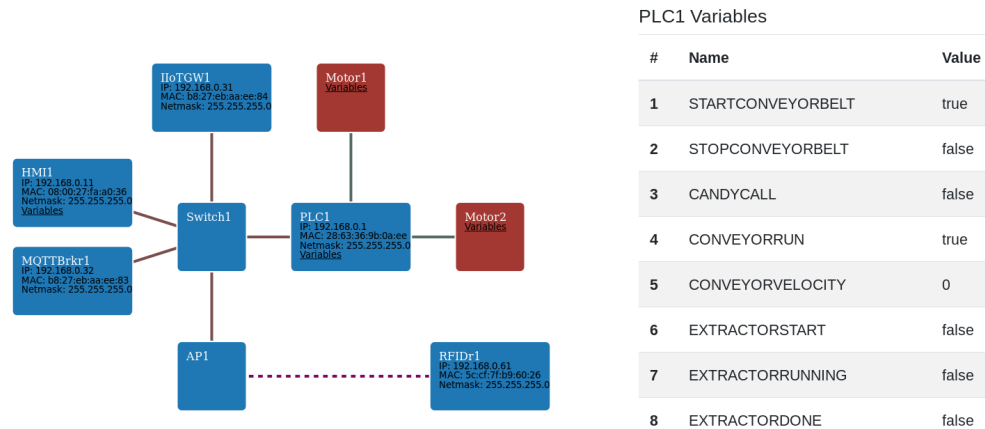 IIoTGW1
IP: 192.168.0.31
MAC: b8:27:eb:aa:ee:84
Netmask: 255.255.255.0
Motor1
Variables
HMI1
IP: 192.168.0.11
MAC: 08:00:27:fa:a0:36
Netmask: 255.255.255.0
Variables
Switch1
PLC1
IP: 192.168.0.1
MAC: 28:63:36:9b:0a:ee
Netmask: 255.255.255.0
Variables
Motor2
Variables
MQTTBrkr1
IP: 192.168.0.32
MAC: b8:27:eb:aa:ee:83
Netmask: 255.255.255.0
AP1
RFIDr1
IP: 192.168.0.61
MAC: 5c:cf:7f:b9:60:26
Netmask: 255.255.255.0
PLC1 Variables
# Name Value
1 STARTCONVEYORBELT true
2 STOPCONVEYORBELT false
3 CANDYCALL false
4 CONVEYORRUN true
5 CONVEYORVELOCITY 0
6 EXTRACTORSTART false
7 EXTRACTORRUNNING false
8 EXTRACTORDONE false